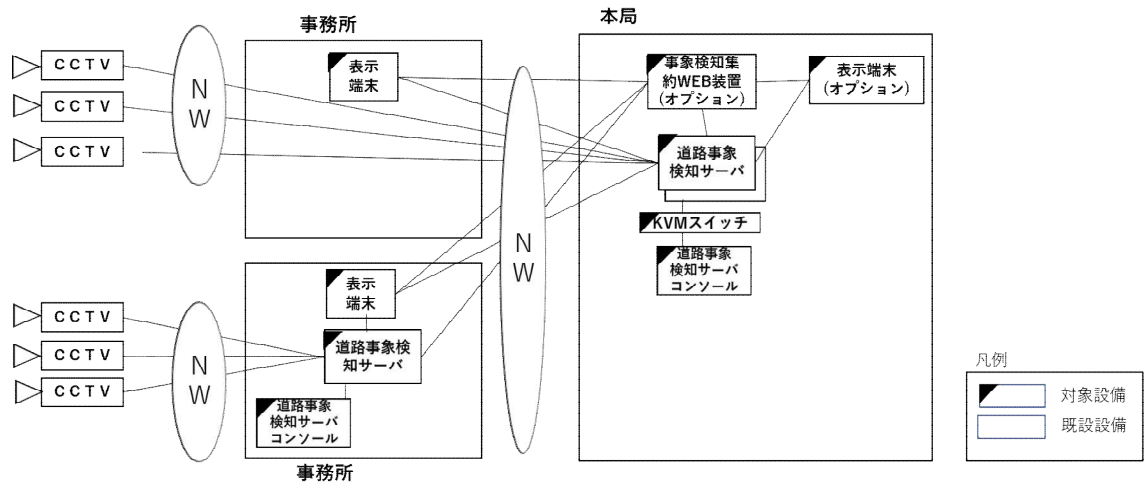 事務所
本局
CCTV
CCTV
CCTV
N
W
表示
端末
事象検知集
約WEB装置
(オプション)
表示端末
(オプション)
道路事象
検知サーバ
KVMスイッチ
道路事象
検知サーバ
コンソール
N
W
CCTV
CCTV
CCTV
N
W
表示
端末
道路事象検
知サーバ
道路事象
検知サーバ
コンソール
事務所
凡例
対象設備
既設設備